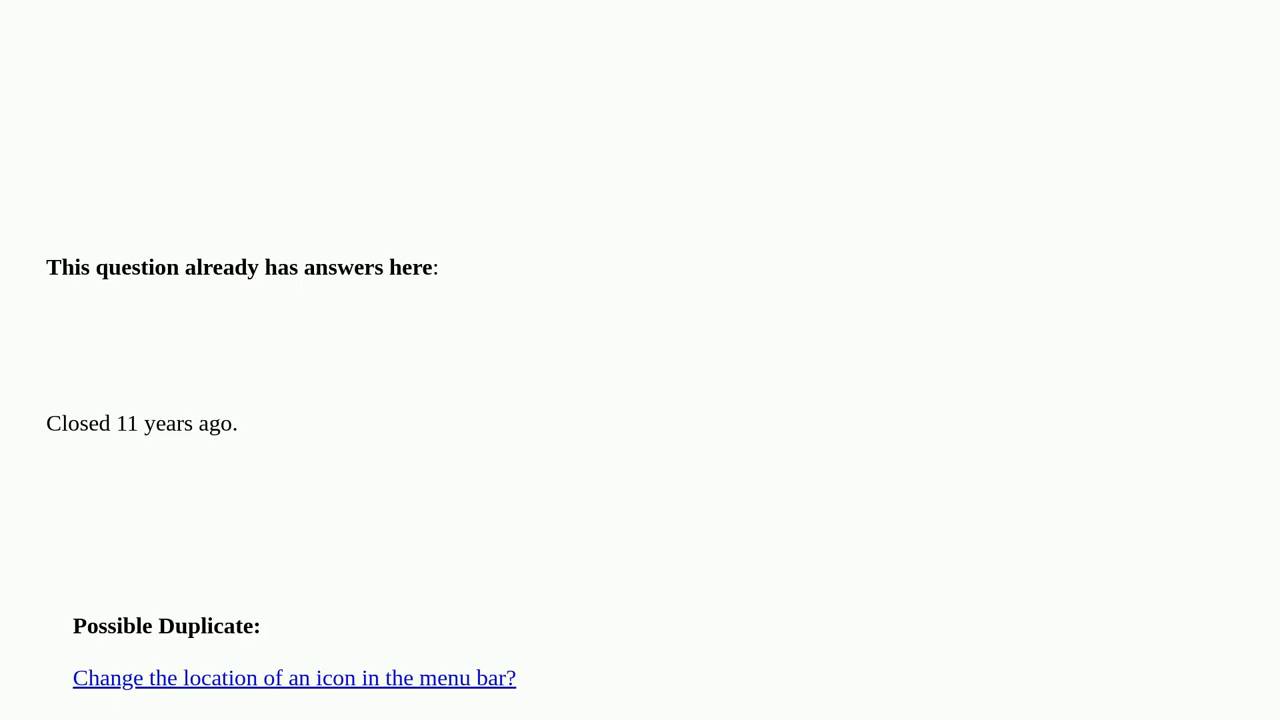 This question already has answers here:
Closed 11 years ago.
Possible Duplicate:
Change the location of an icon in the menu bar?